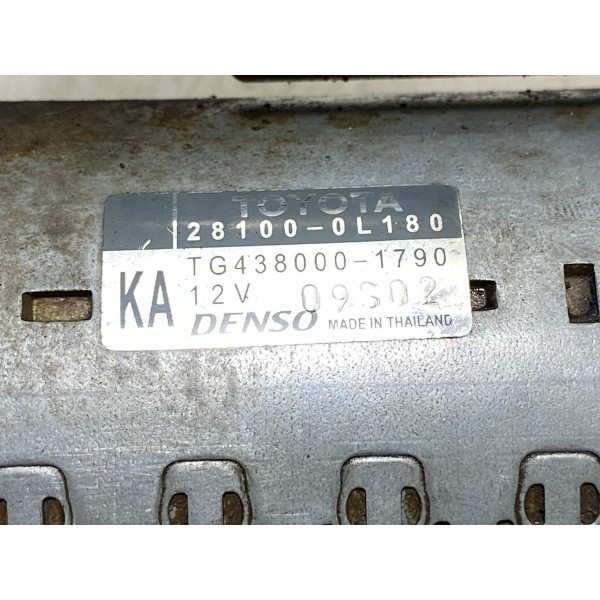 TOYOTA
28100-0L180
TG438000-1790
KA 12V 09S02
DENSO MADE IN THAILAND